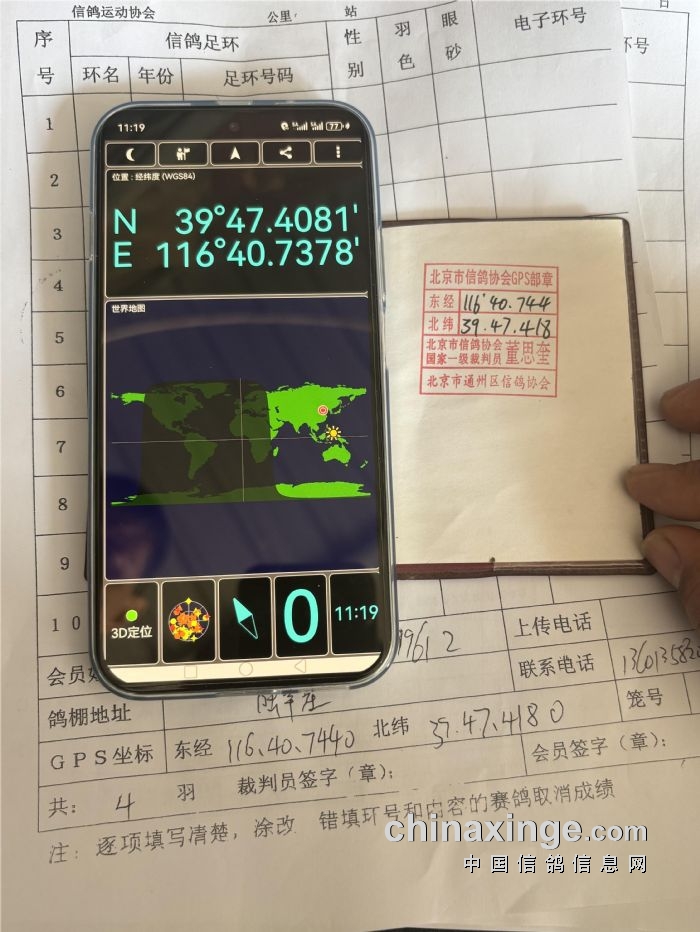 信鸽运动协会 公里: 站 日
序号 信鸽足环 性别 羽色 眼砂 电子环号 环号
环名 年份 足环号码
1
2
3
4
5
6
7
8
9
10
11:19 77
位置:经纬度 (WGS84)
N 39°47.4081'
E 116°40.7378'
世界地图
3D定位 0 11:19
北京市信鸽协会GPS部章
东经 116°40.744
北纬 39.47.418
北京市信鸽协会
国家一级裁判员 董思奎
北京市通州区信鸽协会
上传电话
会员 联系电话
鸽棚地址 笼号
GPS坐标 东经 116.40.7440 北纬 39.47.4180
会员签字(章):
共: 4 羽 裁判员签字(章):
注: 逐项填写清楚, 涂改 错填环号和内容的赛鸽取消成绩
chinaxinge.com
中国信鸽信息网